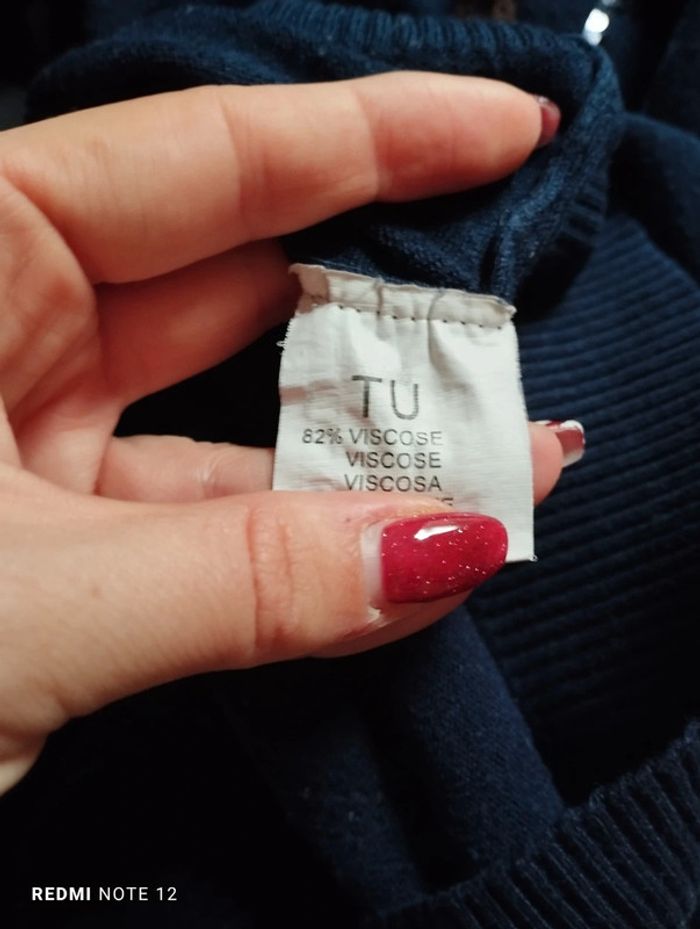 TU
82% VISCOSE
VISCOSE
VISCOSA
REDMI NOTE 12